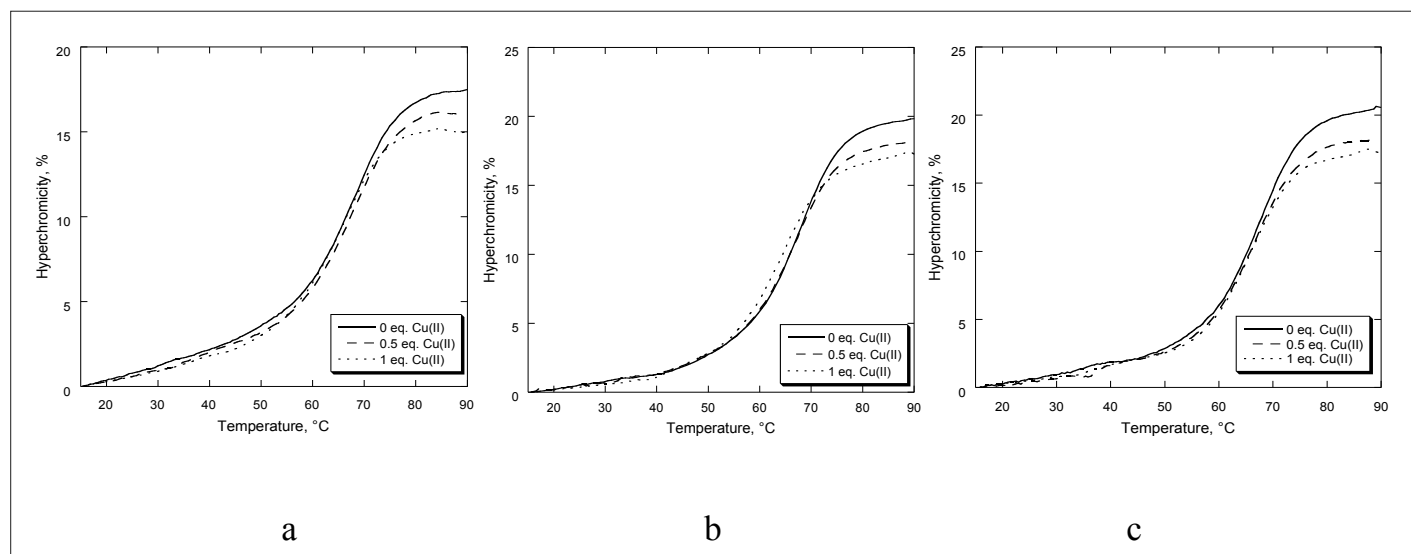 20
15
10
5
0
Hyperchromicity, %
20 30 40 50 60 70 80 90
Temperature, °C
0 eq. Cu(II)
0.5 eq. Cu(II)
1 eq. Cu(II)
25
20
15
10
5
0
Hyperchromicity, %
20 30 40 50 60 70 80 90
Temperature, °C
0 eq. Cu(II)
0.5 eq. Cu(II)
1 eq. Cu(II)
25
20
15
10
5
0
Hyperchromicity, %
20 30 40 50 60 70 80 90
Temperature, °C
0 eq. Cu(II)
0.5 eq. Cu(II)
1 eq. Cu(II)
a b c